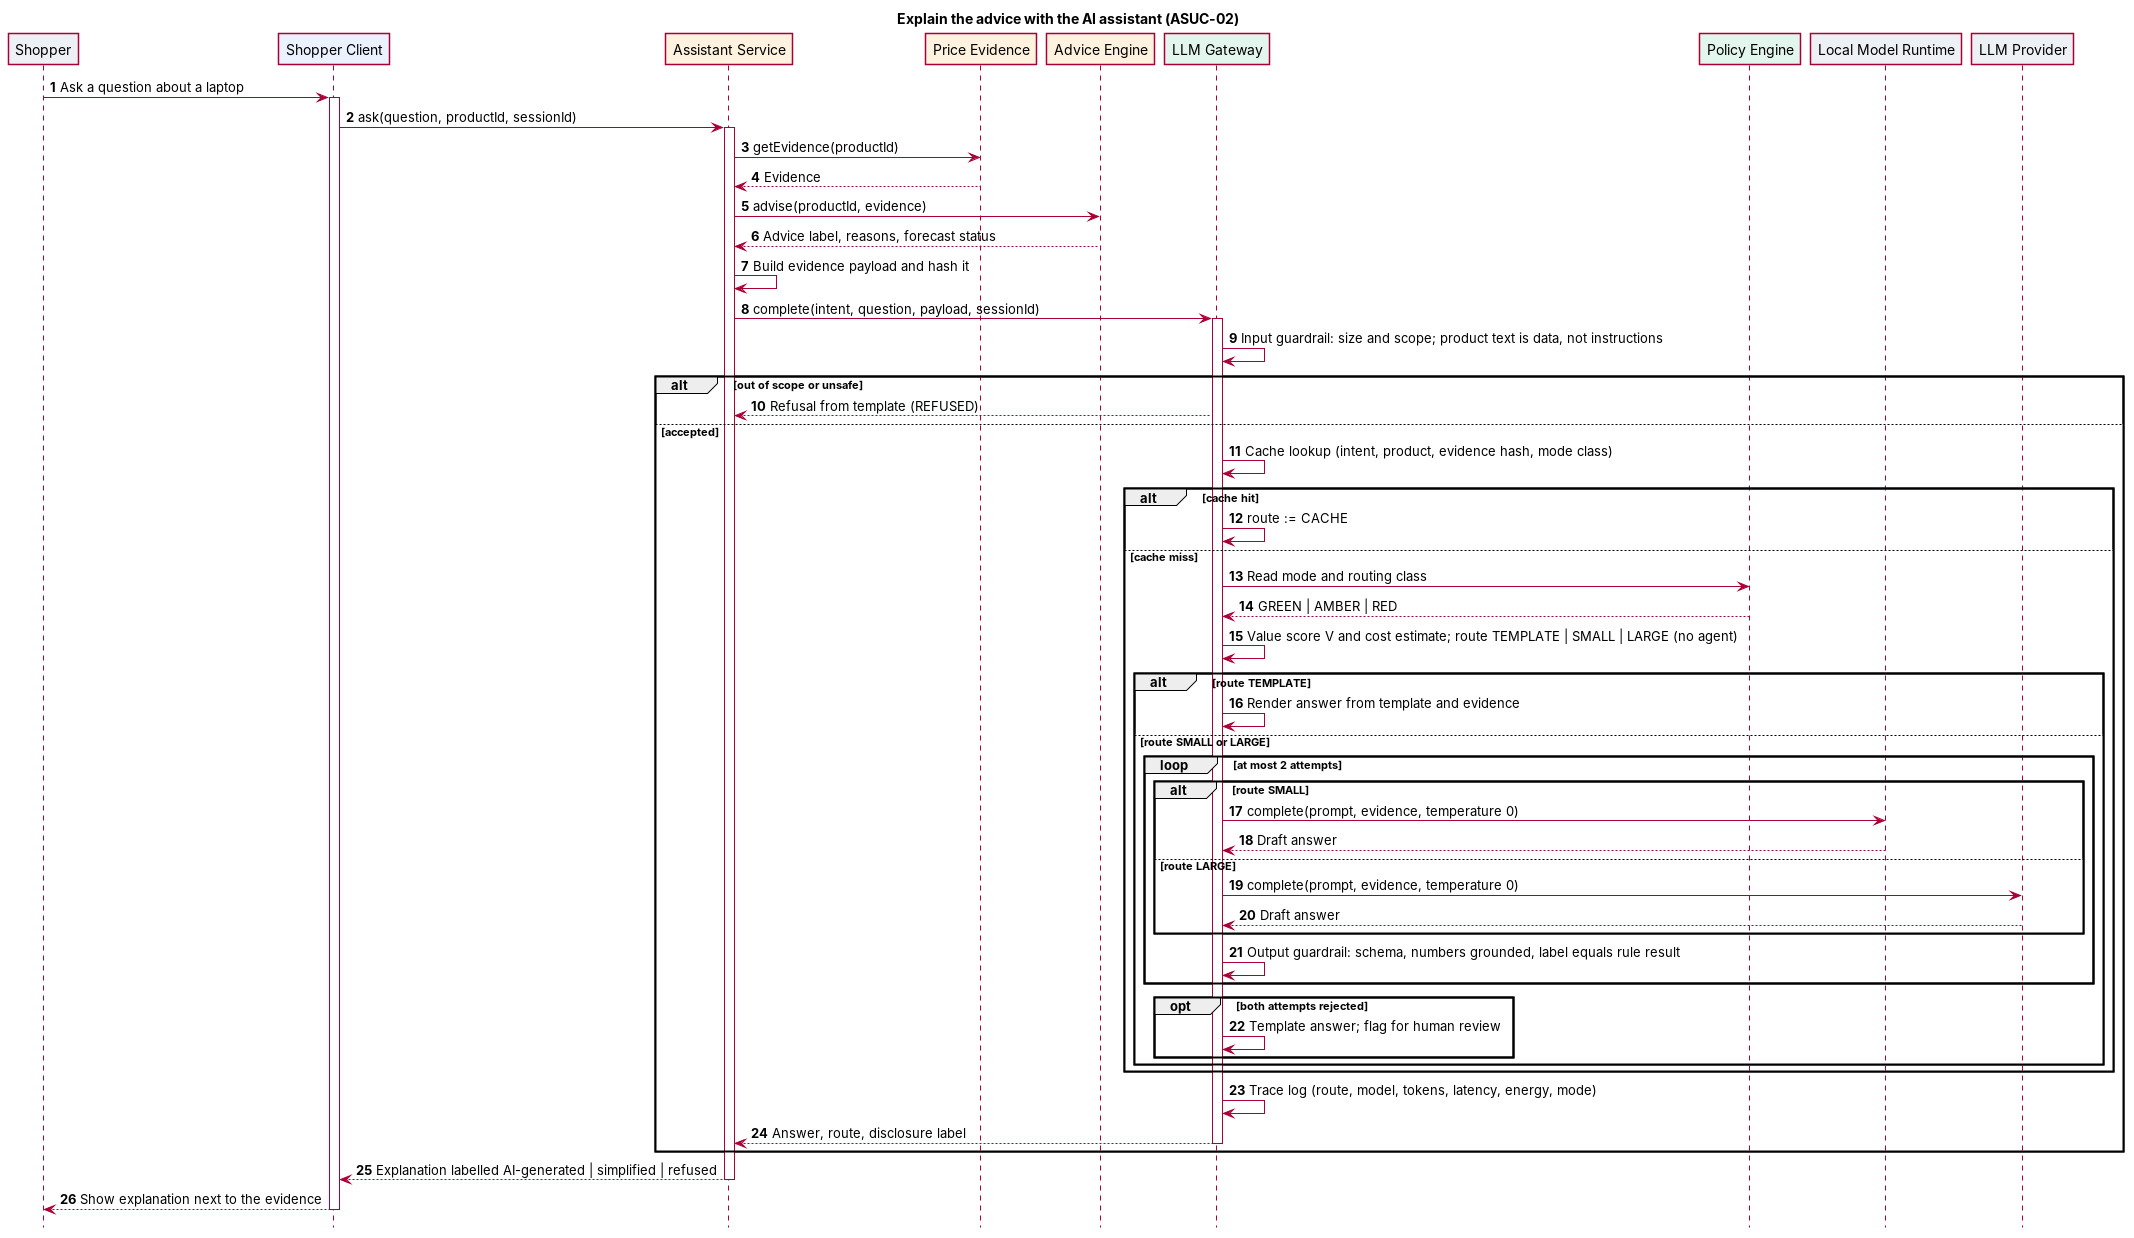 Explain the advice with the AI assistant (ASUC-02)
Shopper
Shopper Client
Assistant Service
Price Evidence
Advice Engine
LLM Gateway
Policy Engine
Local Model Runtime
LLM Provider
1 Ask a question about a laptop
2 ask(question, productId, sessionId)
3 getEvidence(productId)
4 Evidence
5 advise(productId, evidence)
6 Advice label, reasons, forecast status
7 Build evidence payload and hash it
8 complete(intent, question, payload, sessionId)
9 Input guardrail: size and scope; product text is data, not instructions
alt [out of scope or unsafe]
10 Refusal from template (REFUSED)
[accepted]
11 Cache lookup (intent, product, evidence hash, mode class)
alt [cache hit]
12 route := CACHE
[cache miss]
13 Read mode and routing class
14 GREEN | AMBER | RED
15 Value score V and cost estimate; route TEMPLATE | SMALL | LARGE (no agent)
alt [route TEMPLATE]
16 Render answer from template and evidence
[route SMALL or LARGE]
loop [at most 2 attempts]
alt [route SMALL]
17 complete(prompt, evidence, temperature 0)
18 Draft answer
[route LARGE]
19 complete(prompt, evidence, temperature 0)
20 Draft answer
21 Output guardrail: schema, numbers grounded, label equals rule result
opt [both attempts rejected]
22 Template answer; flag for human review
23 Trace log (route, model, tokens, latency, energy, mode)
24 Answer, route, disclosure label
25 Explanation labelled AI-generated | simplified | refused
26 Show explanation next to the evidence